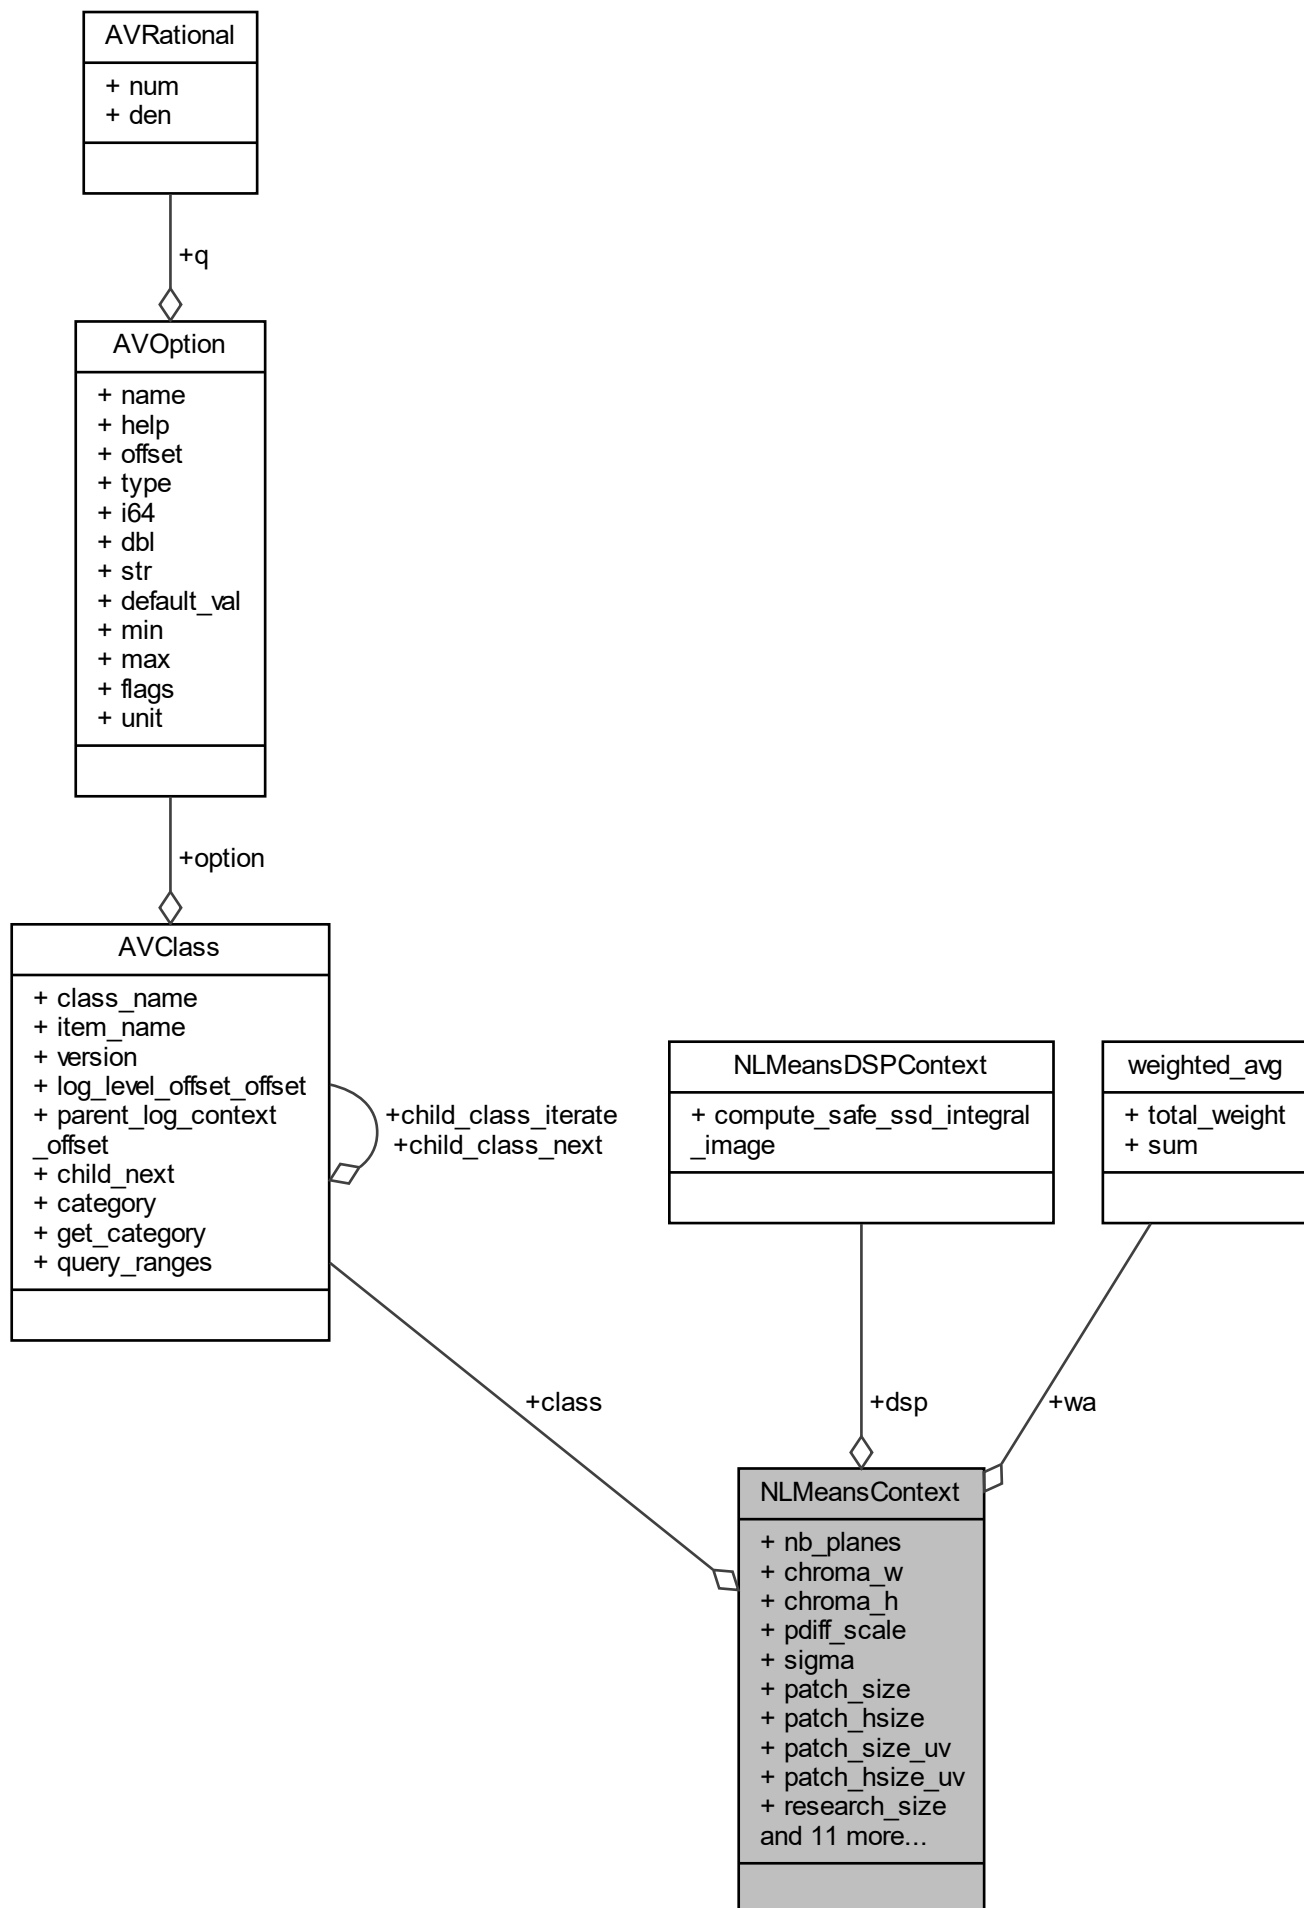 AVRational
+ num
+ den
+q
AVOption
+ name
+ help
+ offset
+ type
+ i64
+ dbl
+ str
+ default_val
+ min
+ max
+ flags
+ unit
+option
AVClass
+ class_name
+ item_name
+ version
+ log_level_offset_offset
+ parent_log_context
_offset
+ child_next
+ category
+ get_category
+ query_ranges
+child_class_iterate
+child_class_next
NLMeansDSPContext
+ compute_safe_ssd_integral
_image
weighted_avg
+ total_weight
+ sum
+class
+dsp
+wa
NLMeansContext
+ nb_planes
+ chroma_w
+ chroma_h
+ pdiff_scale
+ sigma
+ patch_size
+ patch_hsize
+ patch_size_uv
+ patch_hsize_uv
+ research_size
and 11 more...